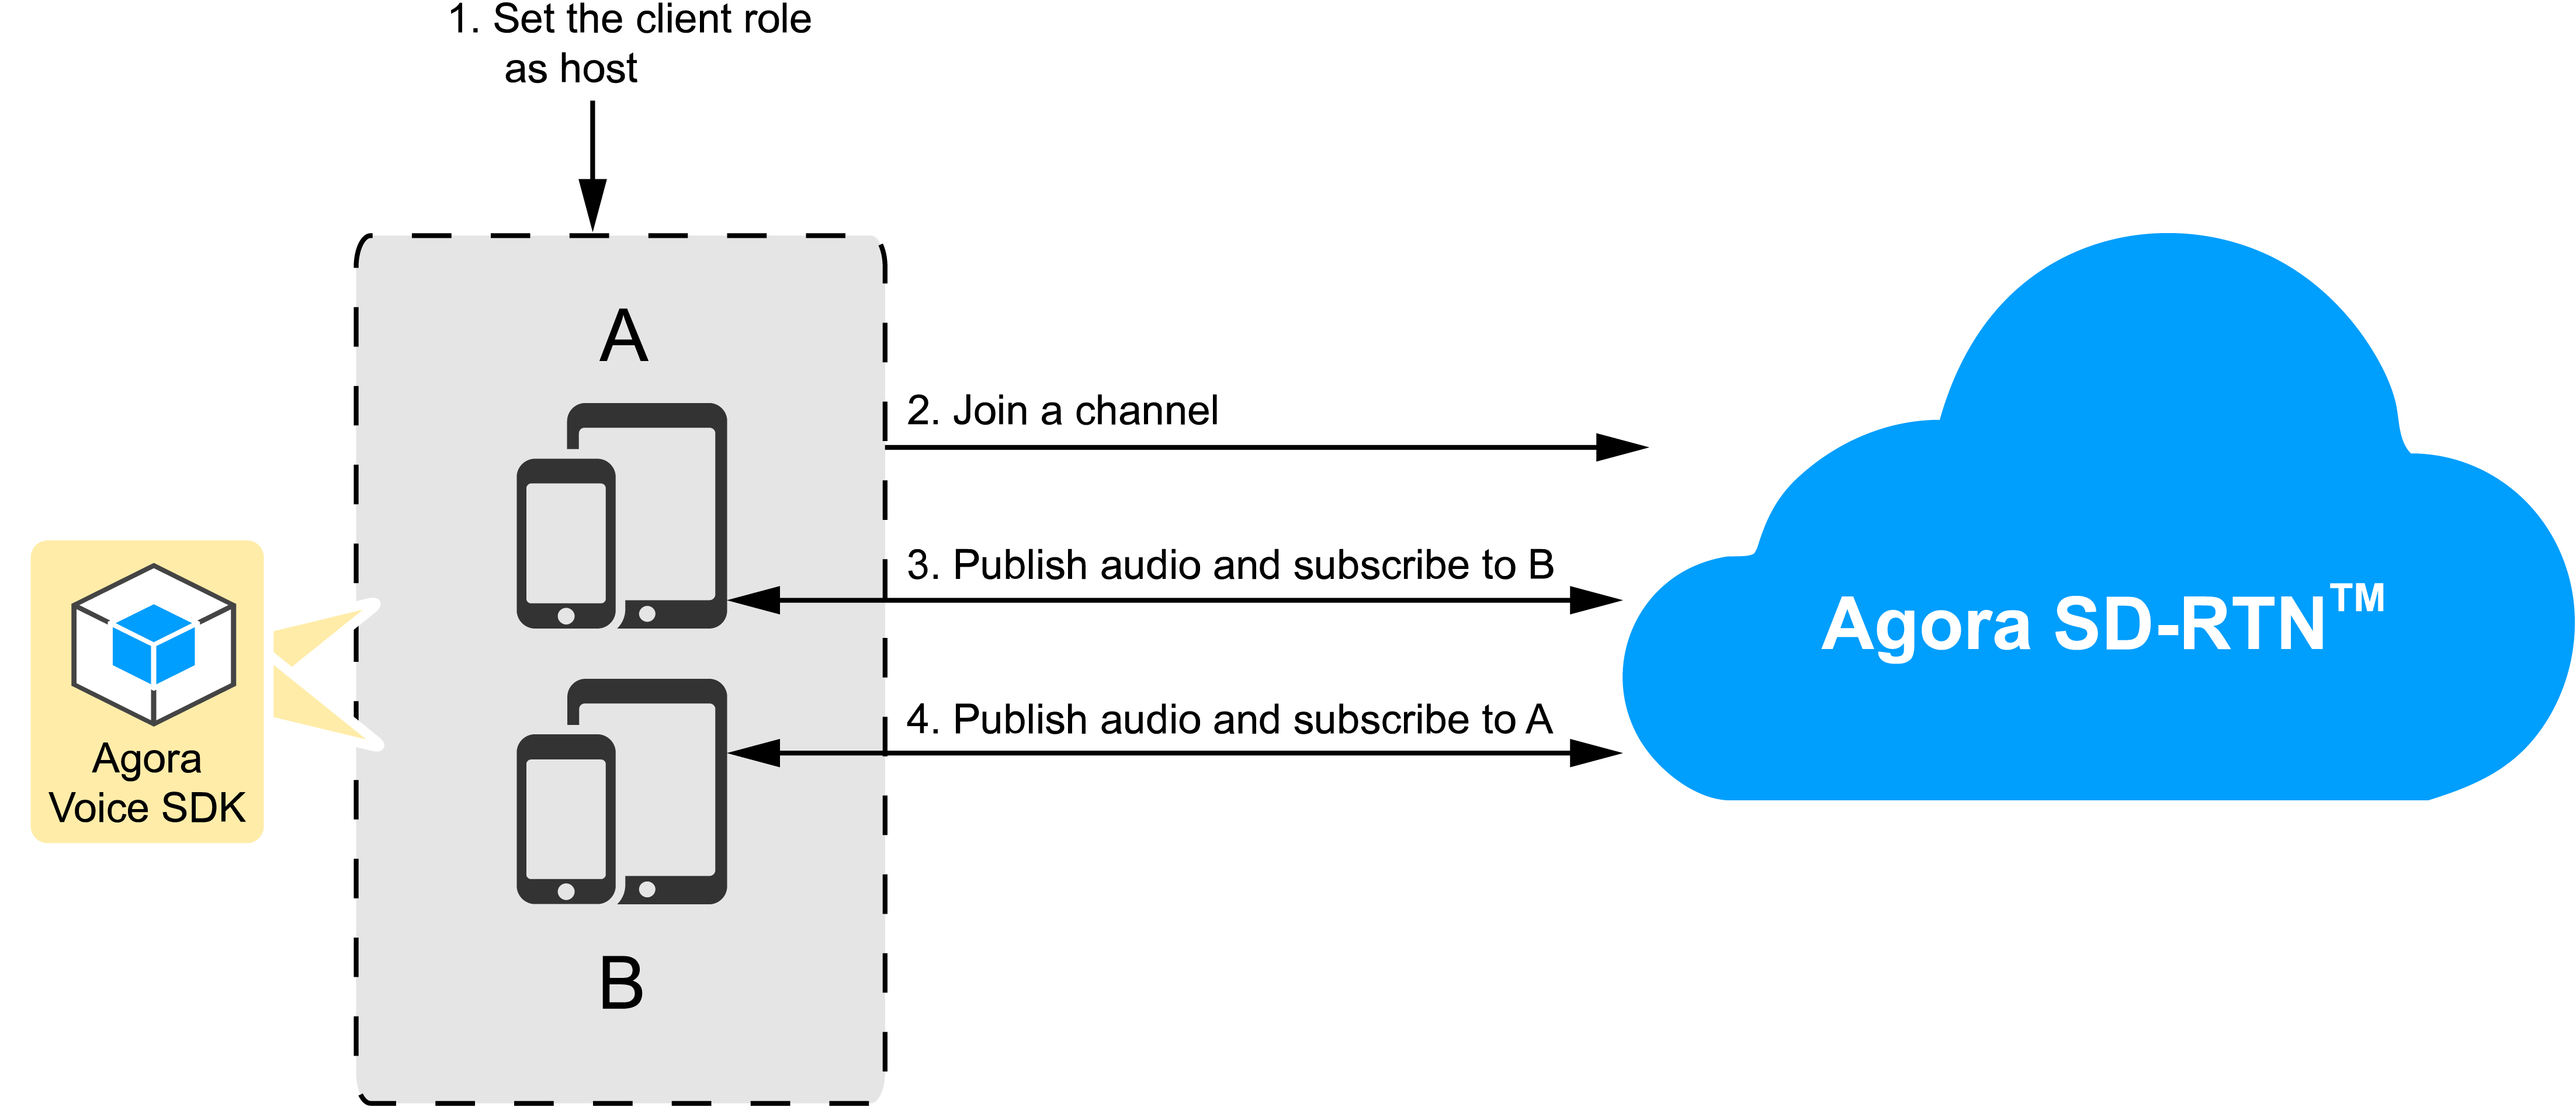 1. Set the client role
as host
A
2. Join a channel
3. Publish audio and subscribe to B
Agora SD-RTN™
4. Publish audio and subscribe to A
Agora
Voice SDK
B